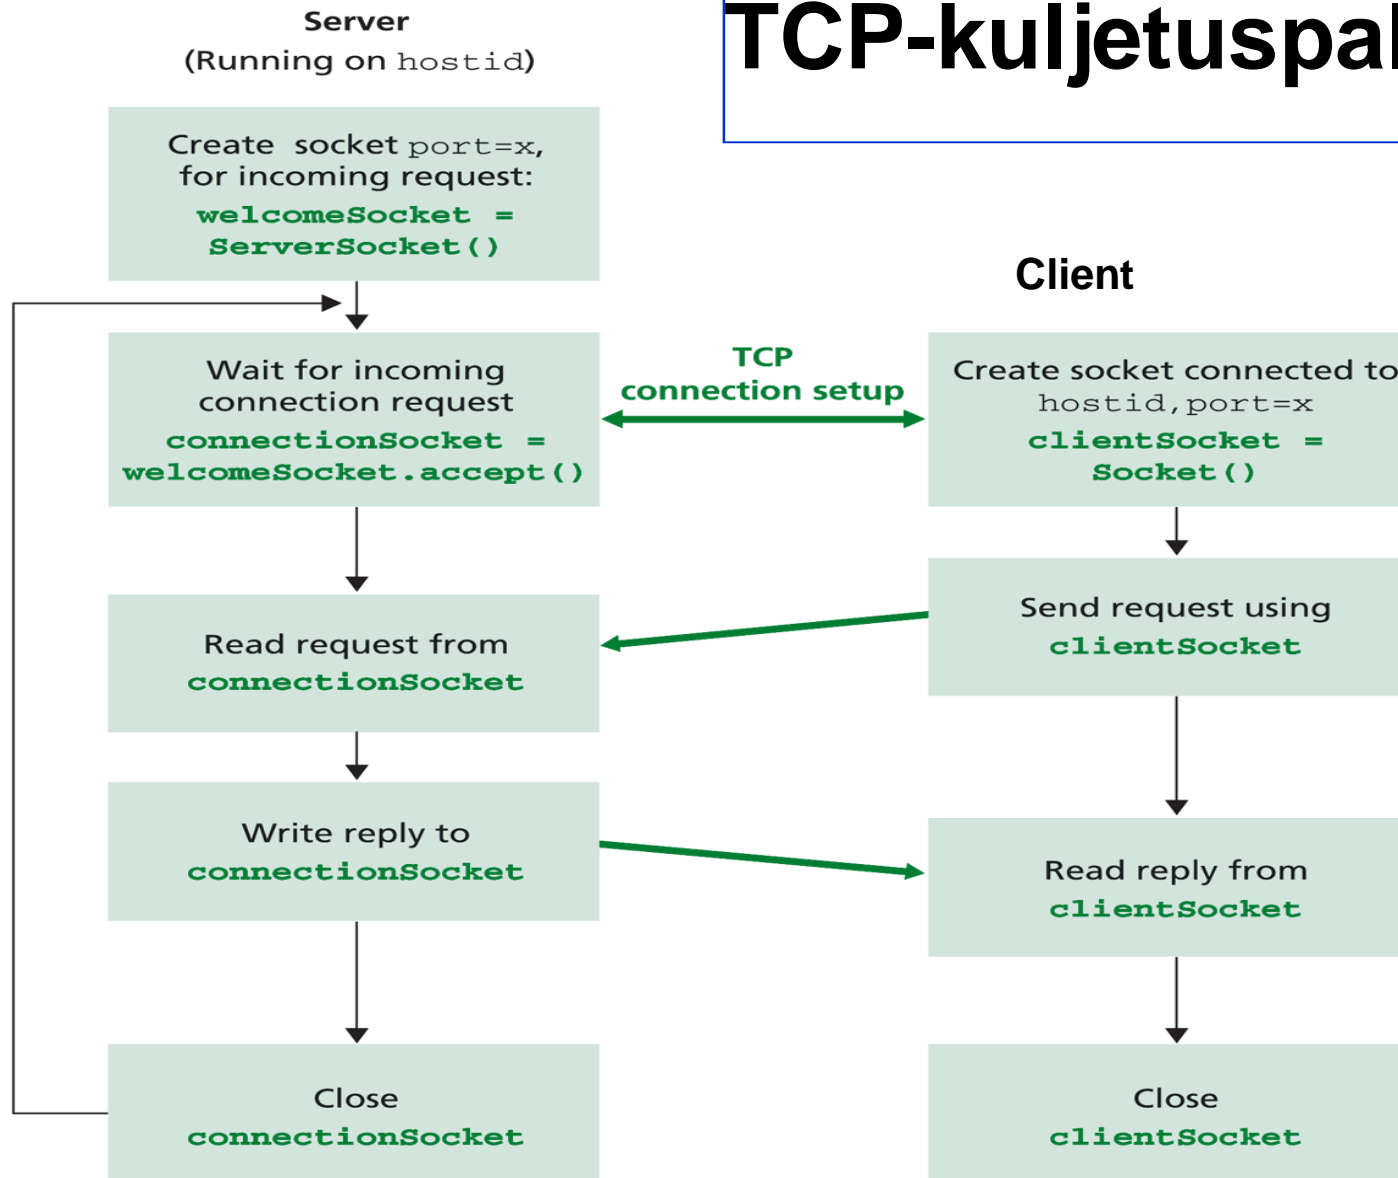 TCP-kuljetuspal
Server
(Running on hostid)
Create socket port=x,
for incoming request:
welcomeSocket =
ServerSocket()
Wait for incoming
connection request
connectionSocket =
welcomeSocket.accept()
Read request from
connectionSocket
Write reply to
connectionSocket
Close
connectionSocket
TCP
connection setup
Client
Create socket connected to
hostid,port=x
clientSocket =
Socket()
Send request using
clientSocket
Read reply from
clientSocket
Close
clientSocket